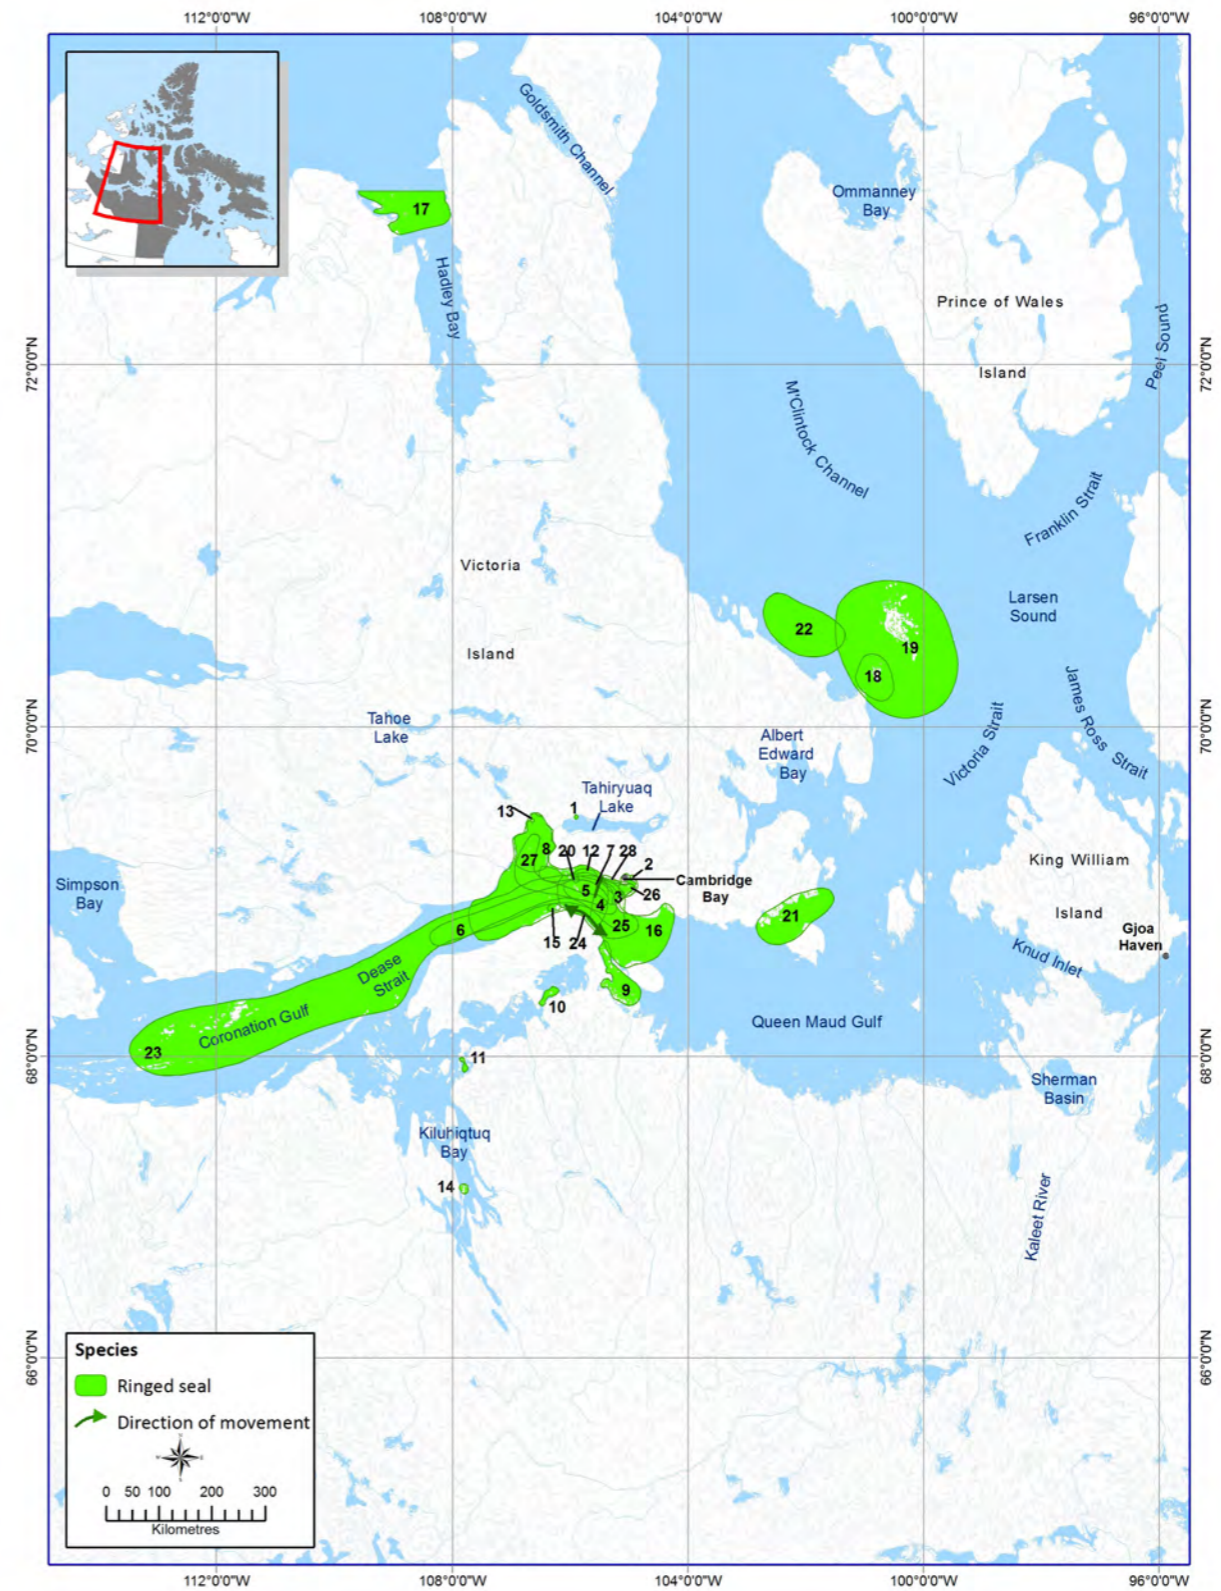 112°0'0"W 108°0'0"W 104°0'0"W 100°0'0"W 96°0'0"W
Goldsmith Channel
17
Ommanney
Bay
Hadley Bay
Prince of Wales
Island
Peel Sound
72°0'0"N 72°0'0"N
M'Clintock Channel
Franklin Strait
Victoria
Island
Larsen
Sound
22
19
18
James Ross Strait
Victoria Strait
70°0'0"N 70°0'0"N
Tahoe
Lake
Albert
Edward
Bay
Tahiryuaq
Lake
13 1
27 8 20 12 7 28 2
Cambridge
Bay
5 4 3 26
King William
Island
Simpson
Bay
21
Gjoa
Haven
6 15 24 25 16
Knud Inlet
Dease
Strait
9
10
Coronation Gulf
Queen Maud Gulf
23
11
68°0'0"N 68°0'0"N
Sherman
Basin
Kiluhiqtuq
Bay
14
Kaleet River
66°0'0"N 66°0'0"N
Species
Ringed seal
Direction of movement
N
W E
S
0 50 100 200 300
Kilometres
112°0'0"W 108°0'0"W 104°0'0"W 100°0'0"W 96°0'0"W